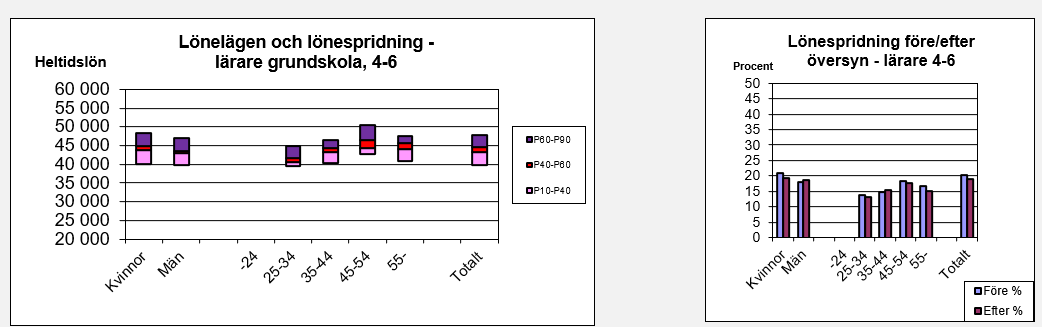 Lönelägen och lönespridning -
lärare grundskola, 4-6
Heltidslön
60 000
55 000
50 000
45 000
40 000
35 000
30 000
25 000
20 000
Kvinnor
Män
-24
25-34
35-44
45-54
55-
Totalt
P60-P90
P40-P60
P10-P40
Lönespridning före/efter
översyn - lärare 4-6
Procent
50
45
40
35
30
25
20
15
10
5
0
Kvinnor
Män
-24
25-34
35-44
45-54
55-
Totalt
Före %
Efter %